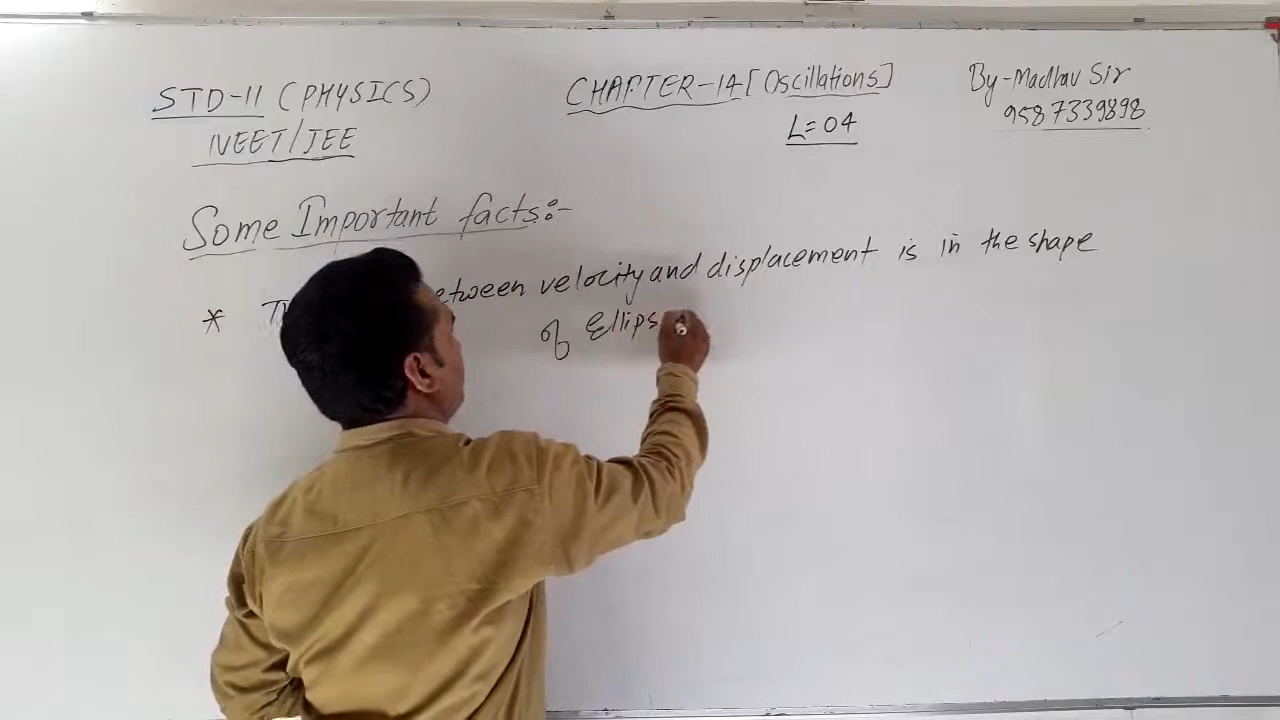 STD-11 (PHYSICS)
NEET/JEE
CHAPTER-14 [Oscillations]
L=04
By-Madhav Sir
9587339898
Some Important facts:-
* between velocity and displacement is in the shape
of Ellips